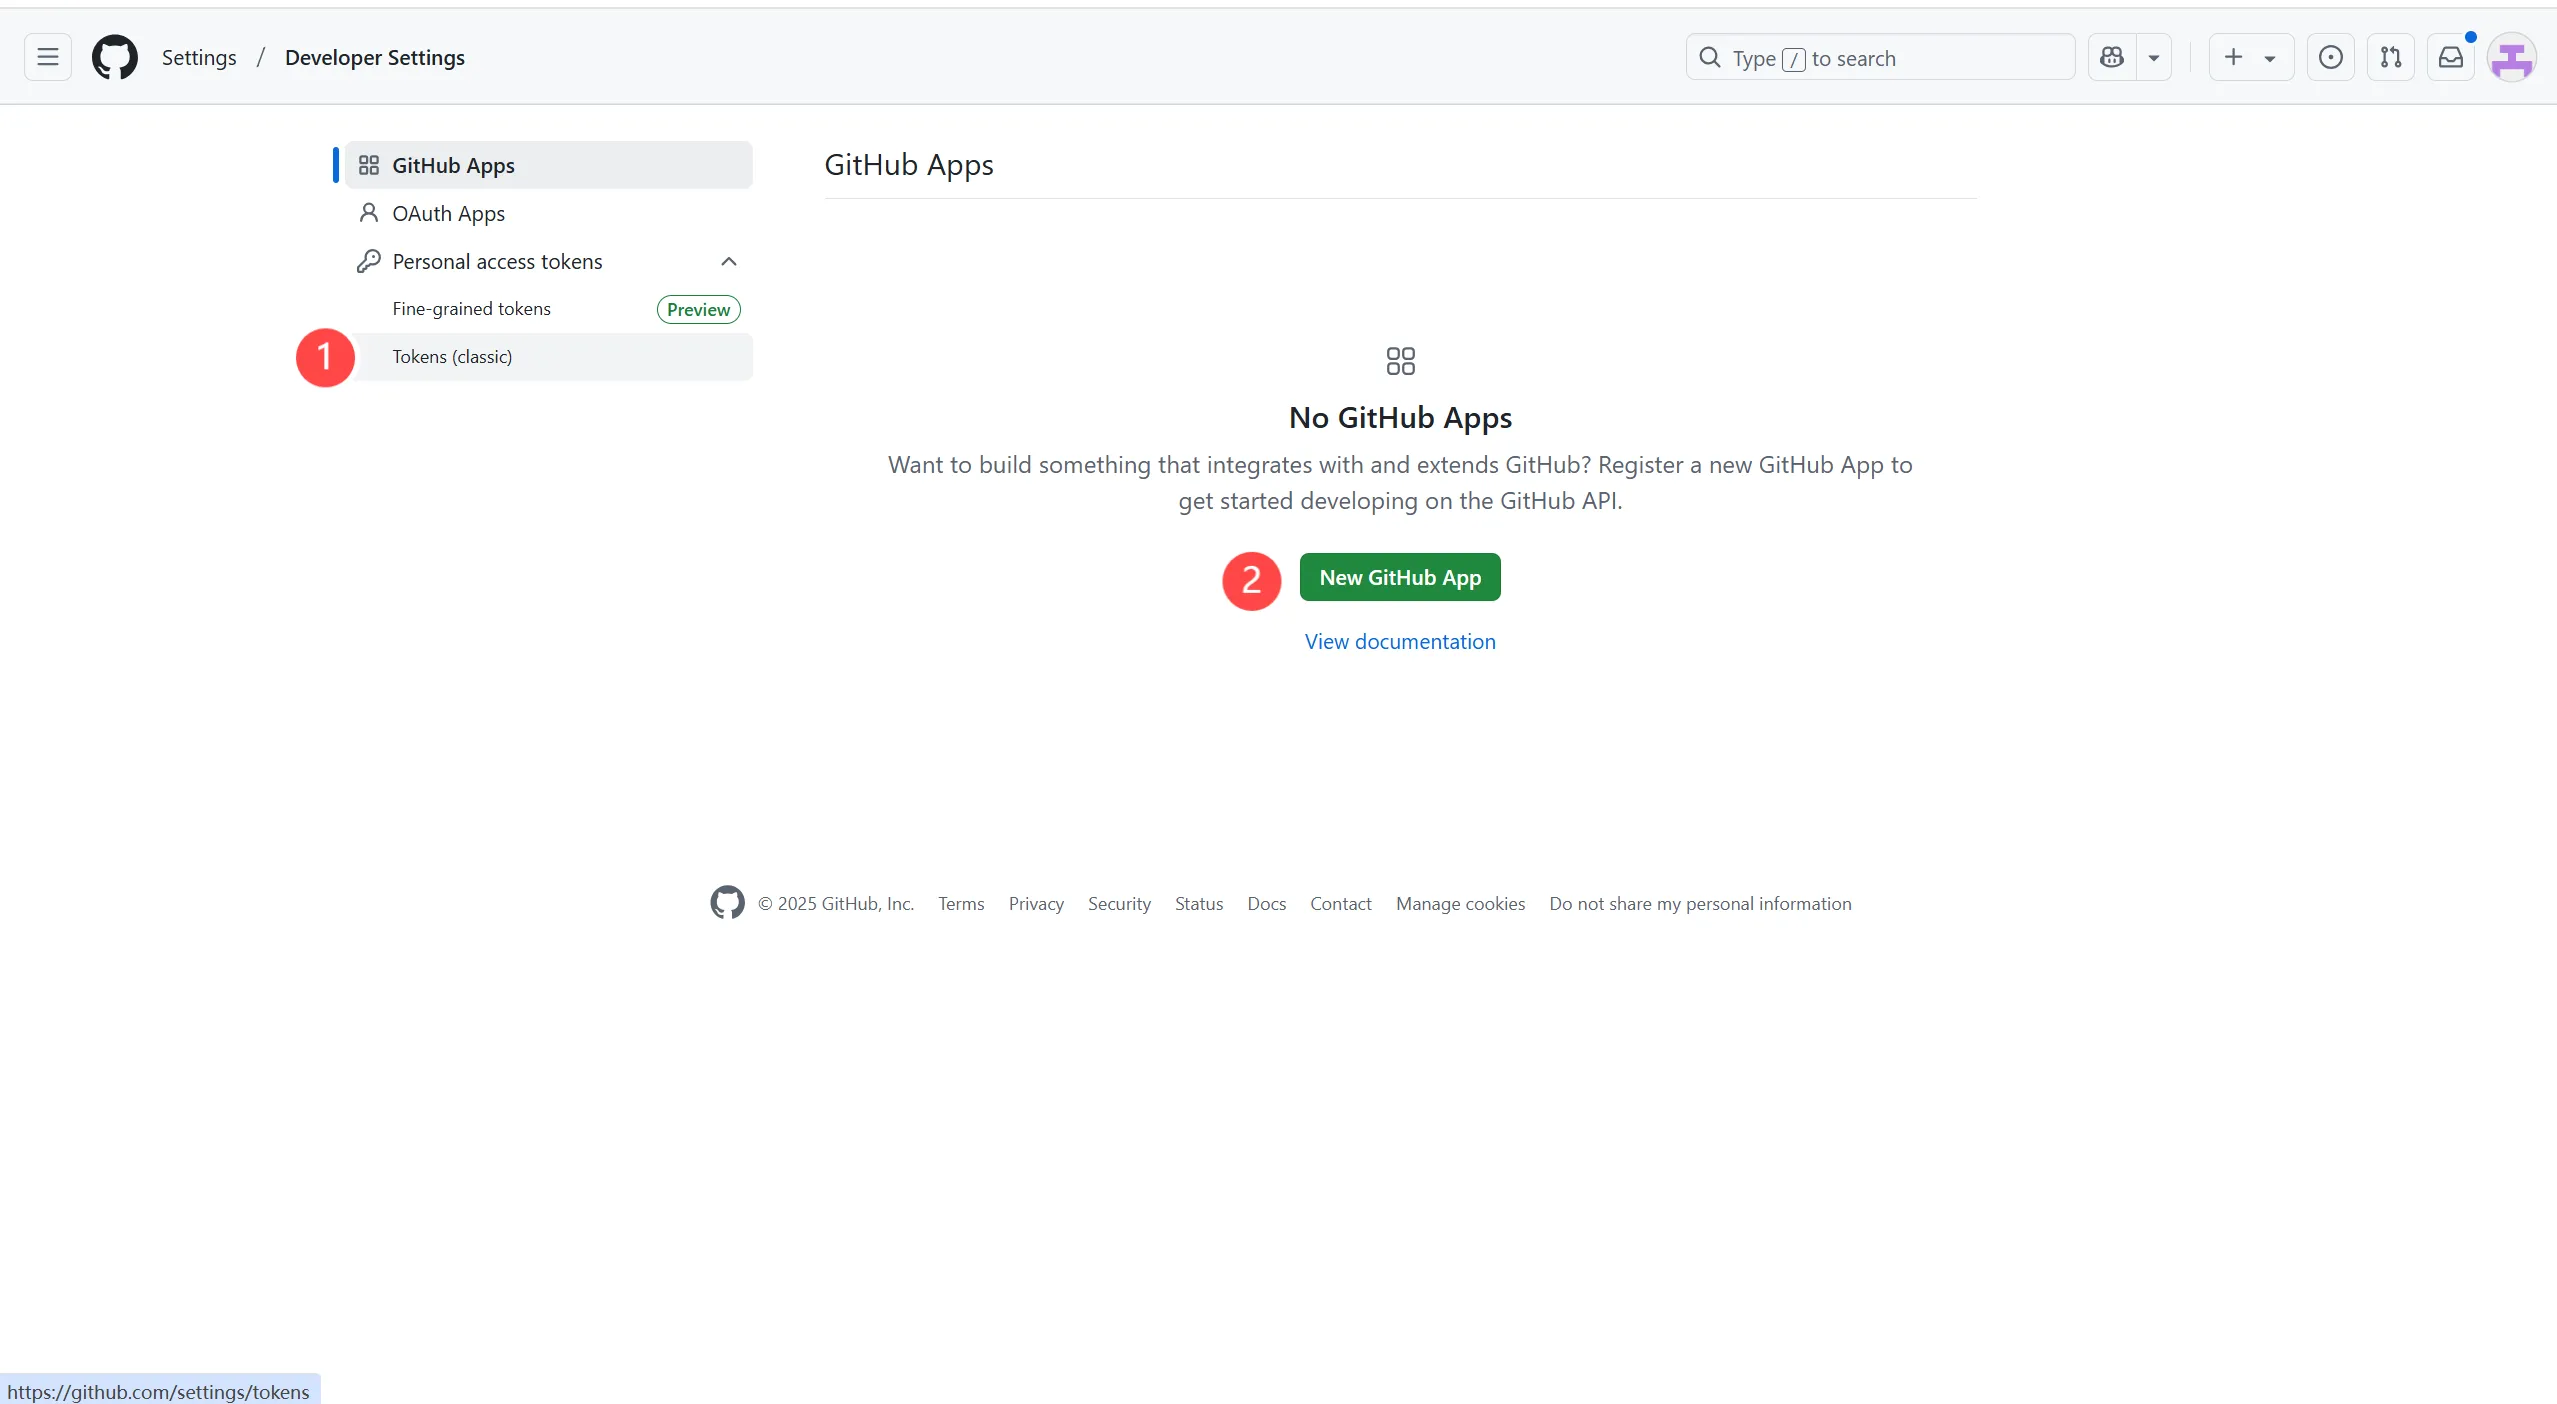 Settings / Developer Settings
Type / to search
GitHub Apps
OAuth Apps
Personal access tokens
Fine-grained tokens Preview
1 Tokens (classic)
GitHub Apps
No GitHub Apps
Want to build something that integrates with and extends GitHub? Register a new GitHub App to
get started developing on the GitHub API.
2 New GitHub App
View documentation
© 2025 GitHub, Inc. Terms Privacy Security Status Docs Contact Manage cookies Do not share my personal information
https://github.com/settings/tokens